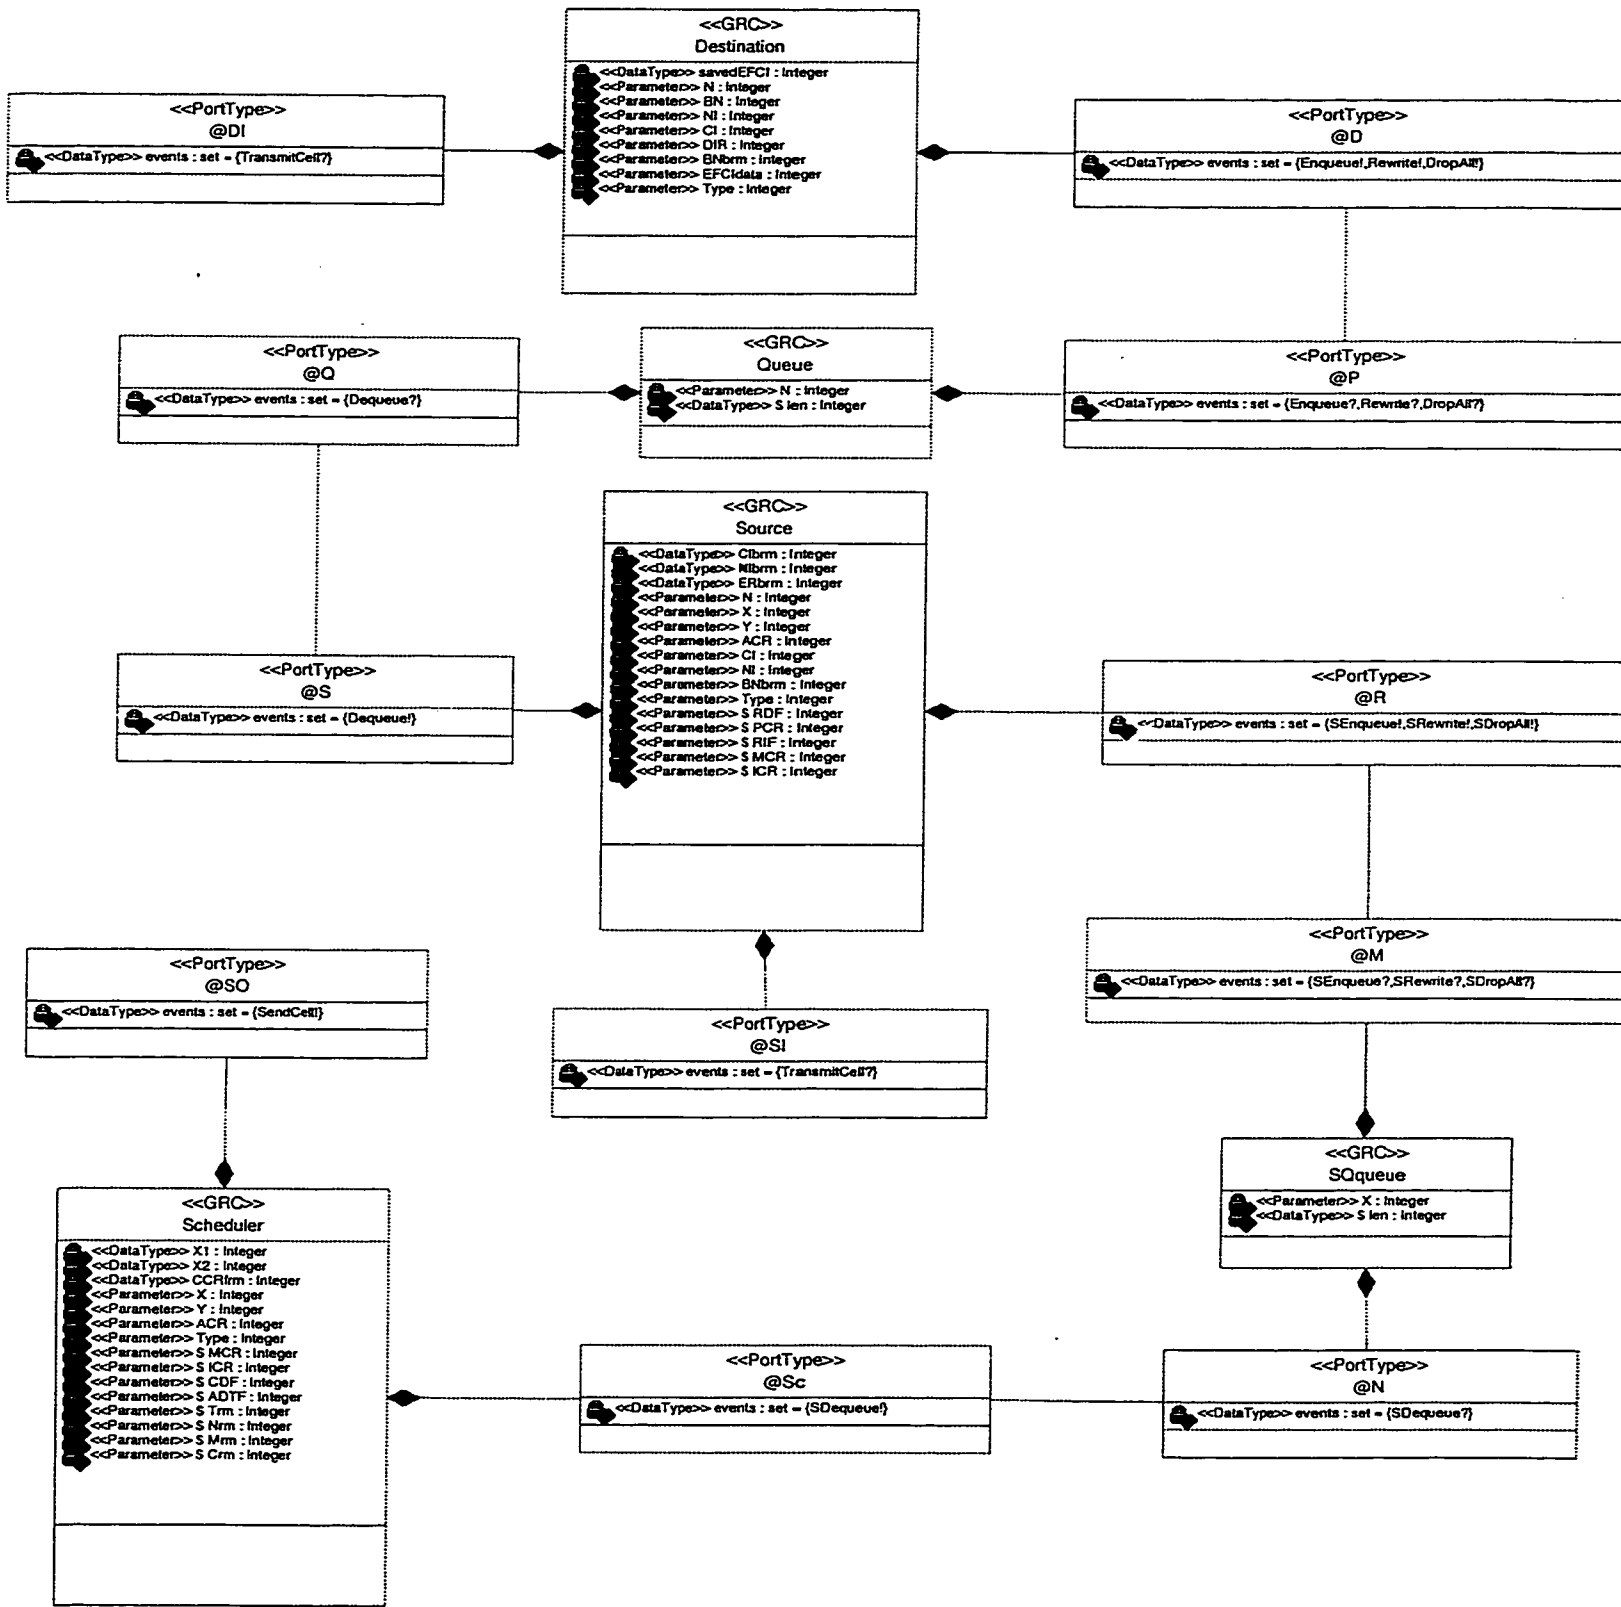 <<GRC>>
Destination
<<DataType>> savedEFCI : Integer
<<Parameter>> N : Integer
<<Parameter>> BN : Integer
<<Parameter>> NI : Integer
<<Parameter>> CI : Integer
<<Parameter>> DIR : Integer
<<Parameter>> BNbrm : Integer
<<Parameter>> EFCIdata : Integer
<<Parameter>> Type : Integer
<<PortType>>
@DI
<<DataType>> events : set = {TransmitCell?}
<<PortType>>
@D
<<DataType>> events : set = {Enqueue!,Rewrite!,DropAll!}
<<PortType>>
@Q
<<DataType>> events : set = {Dequeue?}
<<GRC>>
Queue
<<Parameter>> N : Integer
<<DataType>> $ len : Integer
<<PortType>>
@P
<<DataType>> events : set = {Enqueue?,Rewrite?,DropAll?}
<<GRC>>
Source
<<DataType>> CIbrm : Integer
<<DataType>> NIbrm : Integer
<<DataType>> ERbrm : Integer
<<Parameter>> N : Integer
<<Parameter>> X : Integer
<<Parameter>> Y : Integer
<<Parameter>> ACR : Integer
<<Parameter>> CI : Integer
<<Parameter>> NI : Integer
<<Parameter>> BNbrm : Integer
<<Parameter>> Type : Integer
<<Parameter>> $ RDF : Integer
<<Parameter>> $ PCR : Integer
<<Parameter>> $ RIF : Integer
<<Parameter>> $ MCR : Integer
<<Parameter>> $ ICR : Integer
<<PortType>>
@S
<<DataType>> events : set = {Dequeue!}
<<PortType>>
@R
<<DataType>> events : set = {SEnqueue!,SRewrite!,SDropAll!}
<<PortType>>
@SO
<<DataType>> events : set = {SendCell!}
<<PortType>>
@SI
<<DataType>> events : set = {TransmitCell?}
<<PortType>>
@M
<<DataType>> events : set = {SEnqueue?,SRewrite?,SDropAll?}
<<GRC>>
SQqueue
<<Parameter>> X : Integer
<<DataType>> $ len : Integer
<<GRC>>
Scheduler
<<DataType>> X1 : Integer
<<DataType>> X2 : Integer
<<DataType>> CCRfrm : Integer
<<Parameter>> X : Integer
<<Parameter>> Y : Integer
<<Parameter>> ACR : Integer
<<Parameter>> Type : Integer
<<Parameter>> $ MCR : Integer
<<Parameter>> $ ICR : Integer
<<Parameter>> $ CDF : Integer
<<Parameter>> $ ADTF : Integer
<<Parameter>> $ Trm : Integer
<<Parameter>> $ Nrm : Integer
<<Parameter>> $ Mrm : Integer
<<Parameter>> $ Crm : Integer
<<PortType>>
@Sc
<<DataType>> events : set = {SDequeue!}
<<PortType>>
@N
<<DataType>> events : set = {SDequeue?}